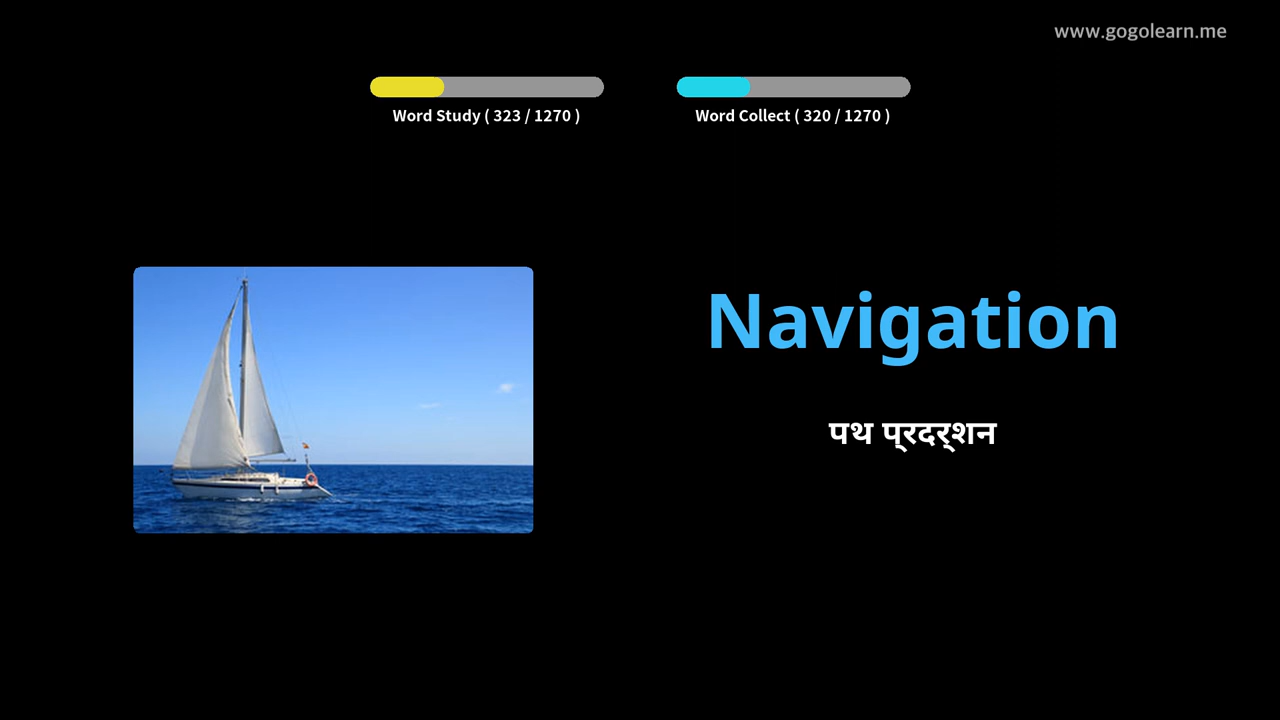 www.gogolearn.me
Word Study ( 323 / 1270 )
Word Collect ( 320 / 1270 )
Navigation
पथ प्रदर्शन